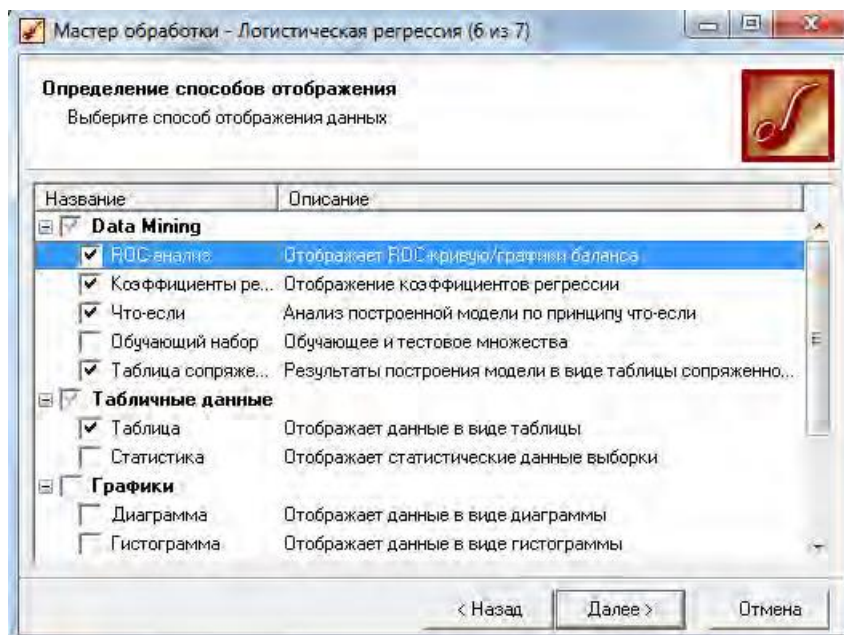 Мастер обработки - Логистическая регрессия (6 из 7)
Определение способов отображения
Выберите способ отображения данных
Название Описание
Data Mining
ROC-анализ Отображает ROC-кривую/графики баланса
Коэффициенты ре... Отображение коэффициентов регрессии
Что-если Анализ построенной модели по принципу что-если
Обучающий набор Обучающее и тестовое множества
Таблица сопряже... Результаты построения модели в виде таблицы сопряженно...
Табличные данные
Таблица Отображает данные в виде таблицы
Статистика Отображает статистические данные выборки
Графики
Диаграмма Отображает данные в виде диаграммы
Гистограмма Отображает данные в виде гистограммы
< Назад Далее > Отмена